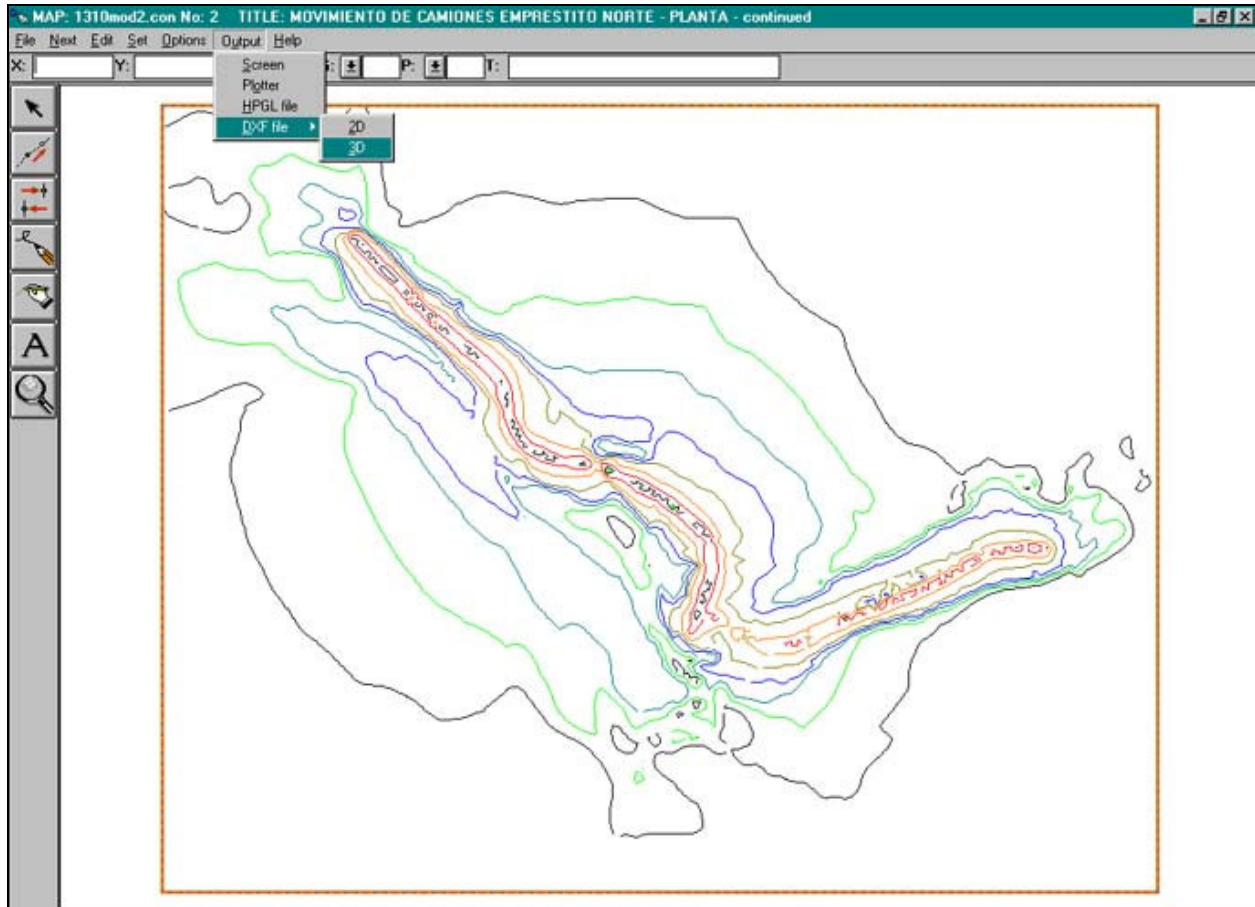 MAP: 1310mod2.con No: 2 TITLE: MOVIMIENTO DE CAMIONES EMPRESTITO NORTE - PLANTA - continued
File Next Edit Set Options Output Help
X: Y: P: T:
Screen
Plotter
HPGL file
DXF file
2D
3D
A